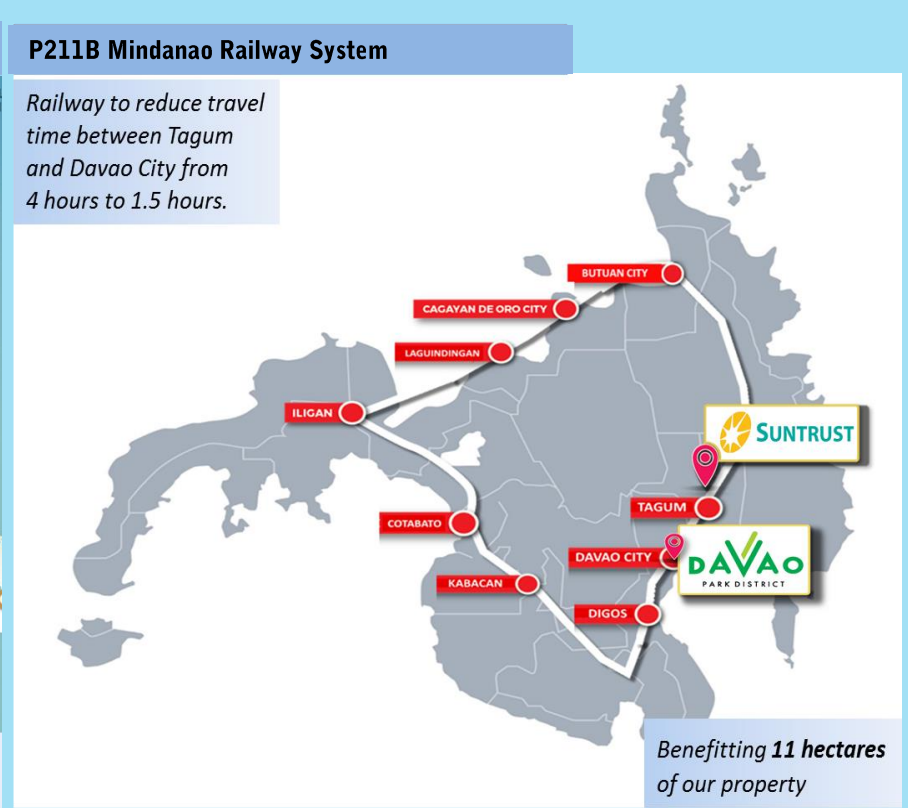 P211B Mindanao Railway System
Railway to reduce travel
time between Tagum
and Davao City from
4 hours to 1.5 hours.
BUTUAN CITY
CAGAYAN DE ORO CITY
LAGUINDINGAN
ILIGAN
SUNTRUST
TAGUM
COTABATO
DAVAO CITY
DAVAO
PARK DISTRICT
KABACAN
DIGOS
Benefitting 11 hectares
of our property